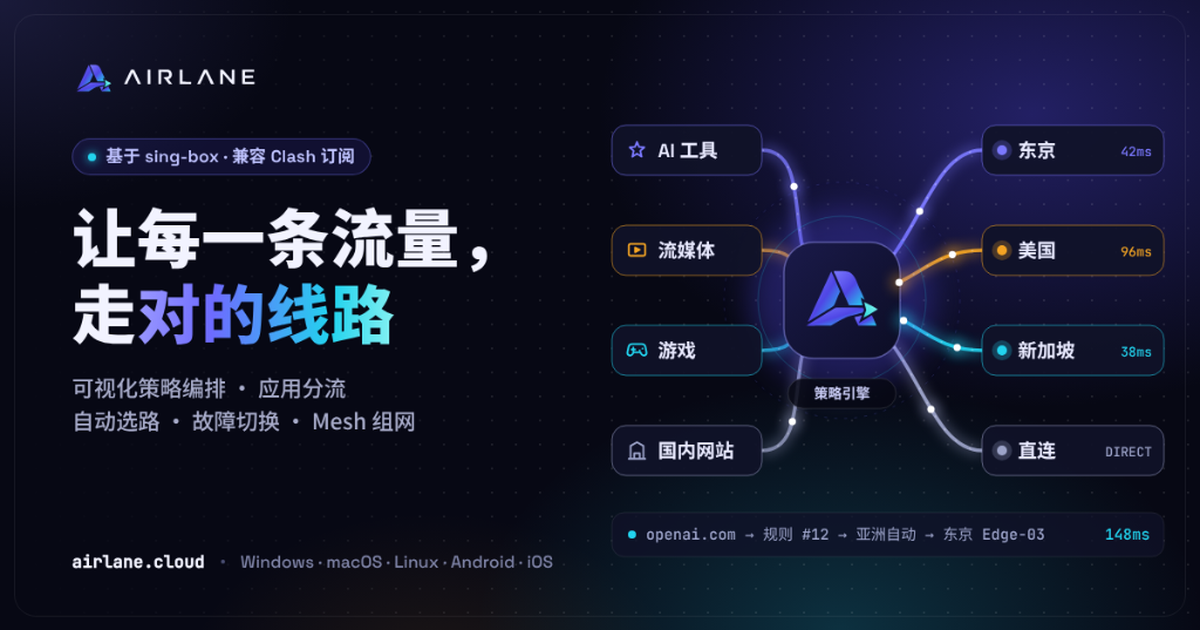 AIRLANE
基于 sing-box · 兼容 Clash 订阅
让每一条流量，
走对的线路
可视化策略编排 • 应用分流
自动选路 • 故障切换 • Mesh 组网
airlane.cloud · Windows · macOS · Linux · Android · iOS
AI 工具
流媒体
游戏
国内网站
策略引擎
东京 42ms
美国 96ms
新加坡 38ms
直连 DIRECT
openai.com → 规则 #12 → 亚洲自动 → 东京 Edge-03 148ms